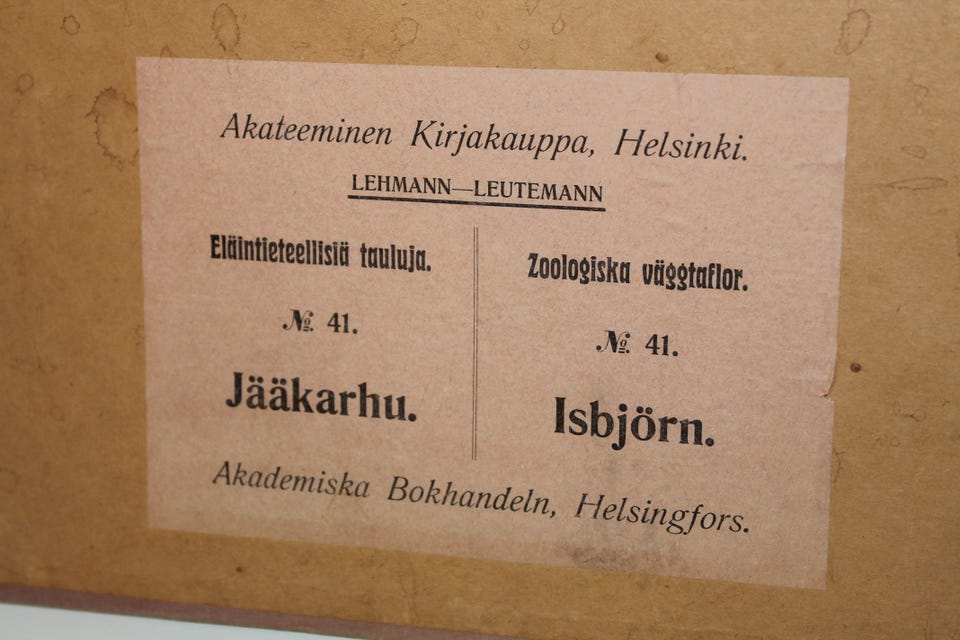 Akateeminen Kirjakauppa, Helsinki.
LEHMANN—LEUTEMANN
Eläintieteellisiä tauluja.
№ 41.
Jääkarhu.
Zoologiska väggtaflor.
№ 41.
Isbjörn.
Akademiska Bokhandeln, Helsingfors.